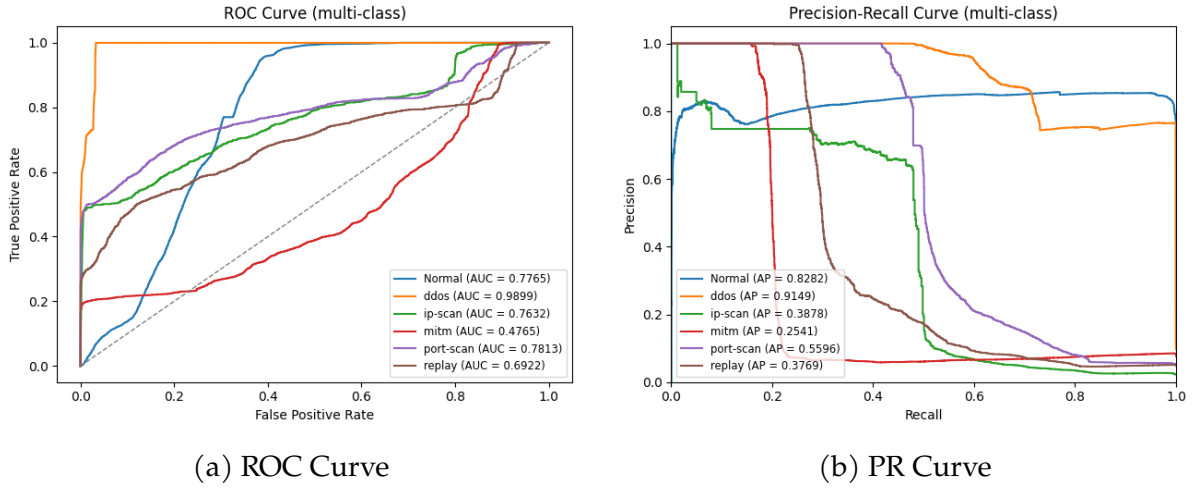 ROC Curve (multi-class)
1.0
0.8
0.6
0.4
0.2
0.0
True Positive Rate
0.0 0.2 0.4 0.6 0.8 1.0
False Positive Rate
Normal (AUC = 0.7765)
ddos (AUC = 0.9899)
ip-scan (AUC = 0.7632)
mitm (AUC = 0.4765)
port-scan (AUC = 0.7813)
replay (AUC = 0.6922)
(a) ROC Curve
Precision-Recall Curve (multi-class)
1.0
0.8
0.6
0.4
0.2
0.0
Precision
0.0 0.2 0.4 0.6 0.8 1.0
Recall
Normal (AP = 0.8282)
ddos (AP = 0.9149)
ip-scan (AP = 0.3878)
mitm (AP = 0.2541)
port-scan (AP = 0.5596)
replay (AP = 0.3769)
(b) PR Curve